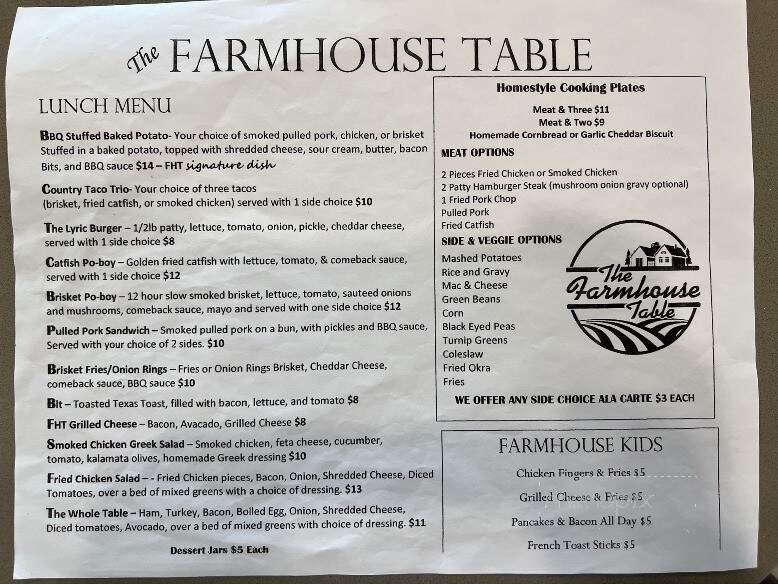 The FARMHOUSE TABLE
LUNCH MENU
BBQ Stuffed Baked Potato- Your choice of smoked pulled pork, chicken, or brisket
Stuffed in a baked potato, topped with shredded cheese, sour cream, butter, bacon
Bits, and BBQ sauce $14 – FHT signature dish
Country Taco Trio- Your choice of three tacos
(brisket, fried catfish, or smoked chicken) served with 1 side choice $10
The Lyric Burger – 1/2lb patty, lettuce, tomato, onion, pickle, cheddar cheese,
served with 1 side choice $8
Catfish Po-boy – Golden fried catfish with lettuce, tomato, & comeback sauce,
served with 1 side choice $12
Brisket Po-boy – 12 hour slow smoked brisket, lettuce, tomato, sauteed onions
and mushrooms, comeback sauce, mayo and served with one side choice $12
Pulled Pork Sandwich – Smoked pulled pork on a bun, with pickles and BBQ sauce,
Served with your choice of 2 sides. $10
Brisket Fries/Onion Rings – Fries or Onion Rings Brisket, Cheddar Cheese,
comeback sauce, BBQ sauce $10
Blt – Toasted Texas Toast, filled with bacon, lettuce, and tomato $8
FHT Grilled Cheese – Bacon, Avacado, Grilled Cheese $8
Smoked Chicken Greek Salad – Smoked chicken, feta cheese, cucumber,
tomato, kalamata olives, homemade Greek dressing $10
Fried Chicken Salad – - Fried Chicken pieces, Bacon, Onion, Shredded Cheese, Diced
Tomatoes, over a bed of mixed greens with a choice of dressing. $13
The Whole Table – Ham, Turkey, Bacon, Boiled Egg, Onion, Shredded Cheese,
Diced tomatoes, Avocado, over a bed of mixed greens with choice of dressing. $11
Dessert Jars $5 Each
Homestyle Cooking Plates
Meat & Three $11
Meat & Two $9
Homemade Cornbread or Garlic Cheddar Biscuit
MEAT OPTIONS
2 Pieces Fried Chicken or Smoked Chicken
2 Patty Hamburger Steak (mushroom onion gravy optional)
1 Fried Pork Chop
Pulled Pork
Fried Catfish
SIDE & VEGGIE OPTIONS
Mashed Potatoes
Rice and Gravy
Mac & Cheese
Green Beans
Corn
Black Eyed Peas
Turnip Greens
Coleslaw
Fried Okra
Fries
The
Farmhouse
Table
WE OFFER ANY SIDE CHOICE ALA CARTE $3 EACH
FARMHOUSE KIDS
Chicken Fingers & Fries $5
Grilled Cheese & Fries $5
Pancakes & Bacon All Day $5
French Toast Sticks $5